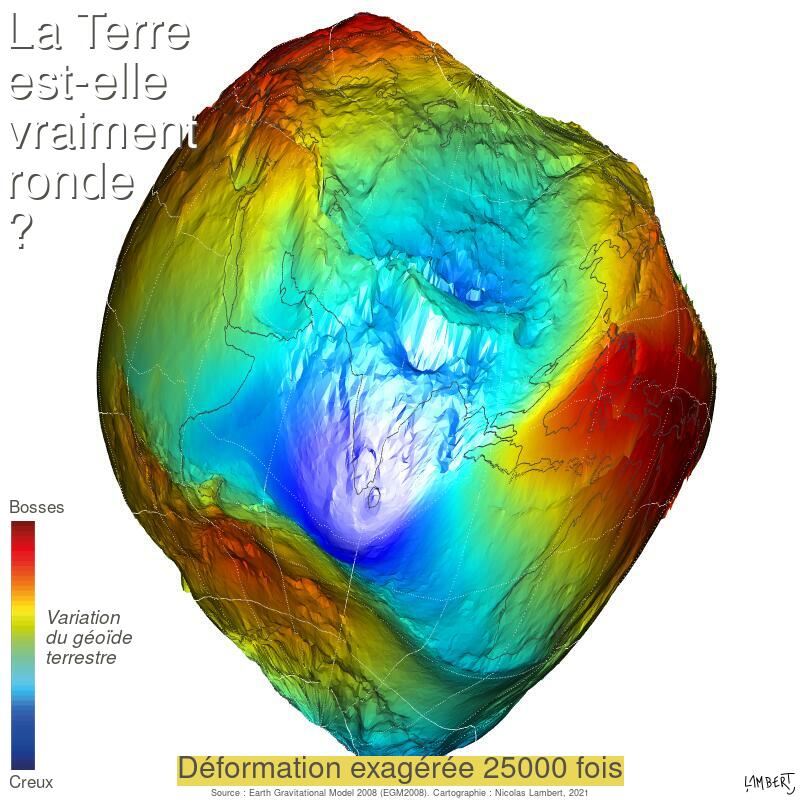 La Terre
est-elle
vraiment
ronde
?
Bosses
Variation
du géoïde
terrestre
Creux
Déformation exagérée 25000 fois
Source : Earth Gravitational Model 2008 (EGM2008). Cartographie : Nicolas Lambert, 2021
LAMBERT